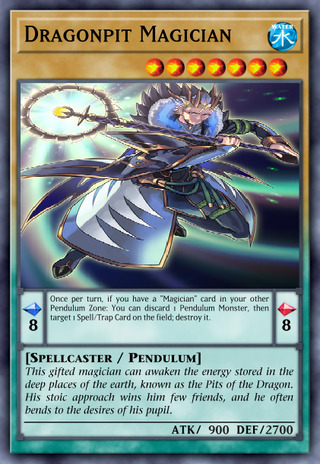 Dragonpit Magician
WATER
水
8
Once per turn, if you have a "Magician" card in your other
Pendulum Zone: You can discard 1 Pendulum Monster, then
target 1 Spell/Trap Card on the field; destroy it.
8
[Spellcaster / Pendulum]
This gifted magician can awaken the energy stored in the
deep places of the earth, known as the Pits of the Dragon.
His stoic approach wins him few friends, and he often
bends to the desires of his pupil.
ATK/ 900 DEF/2700